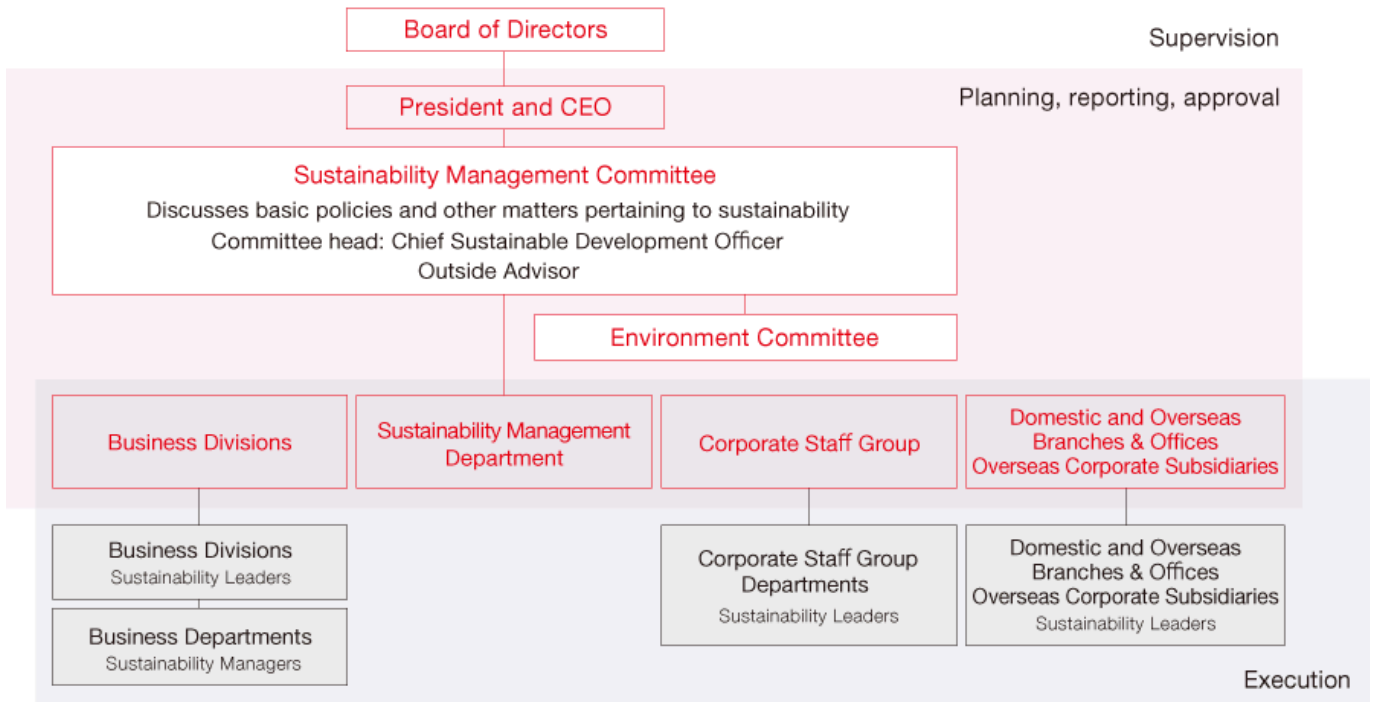 Board of Directors
Supervision
Planning, reporting, approval
President and CEO
Sustainability Management Committee
Discusses basic policies and other matters pertaining to sustainability
Committee head: Chief Sustainable Development Officer
Outside Advisor
Environment Committee
Business Divisions
Sustainability Management
Department
Corporate Staff Group
Domestic and Overseas
Branches & Offices
Overseas Corporate Subsidiaries
Business Divisions
Sustainability Leaders
Business Departments
Sustainability Managers
Corporate Staff Group
Departments
Sustainability Leaders
Domestic and Overseas
Branches & Offices
Overseas Corporate Subsidiaries
Sustainability Leaders
Execution